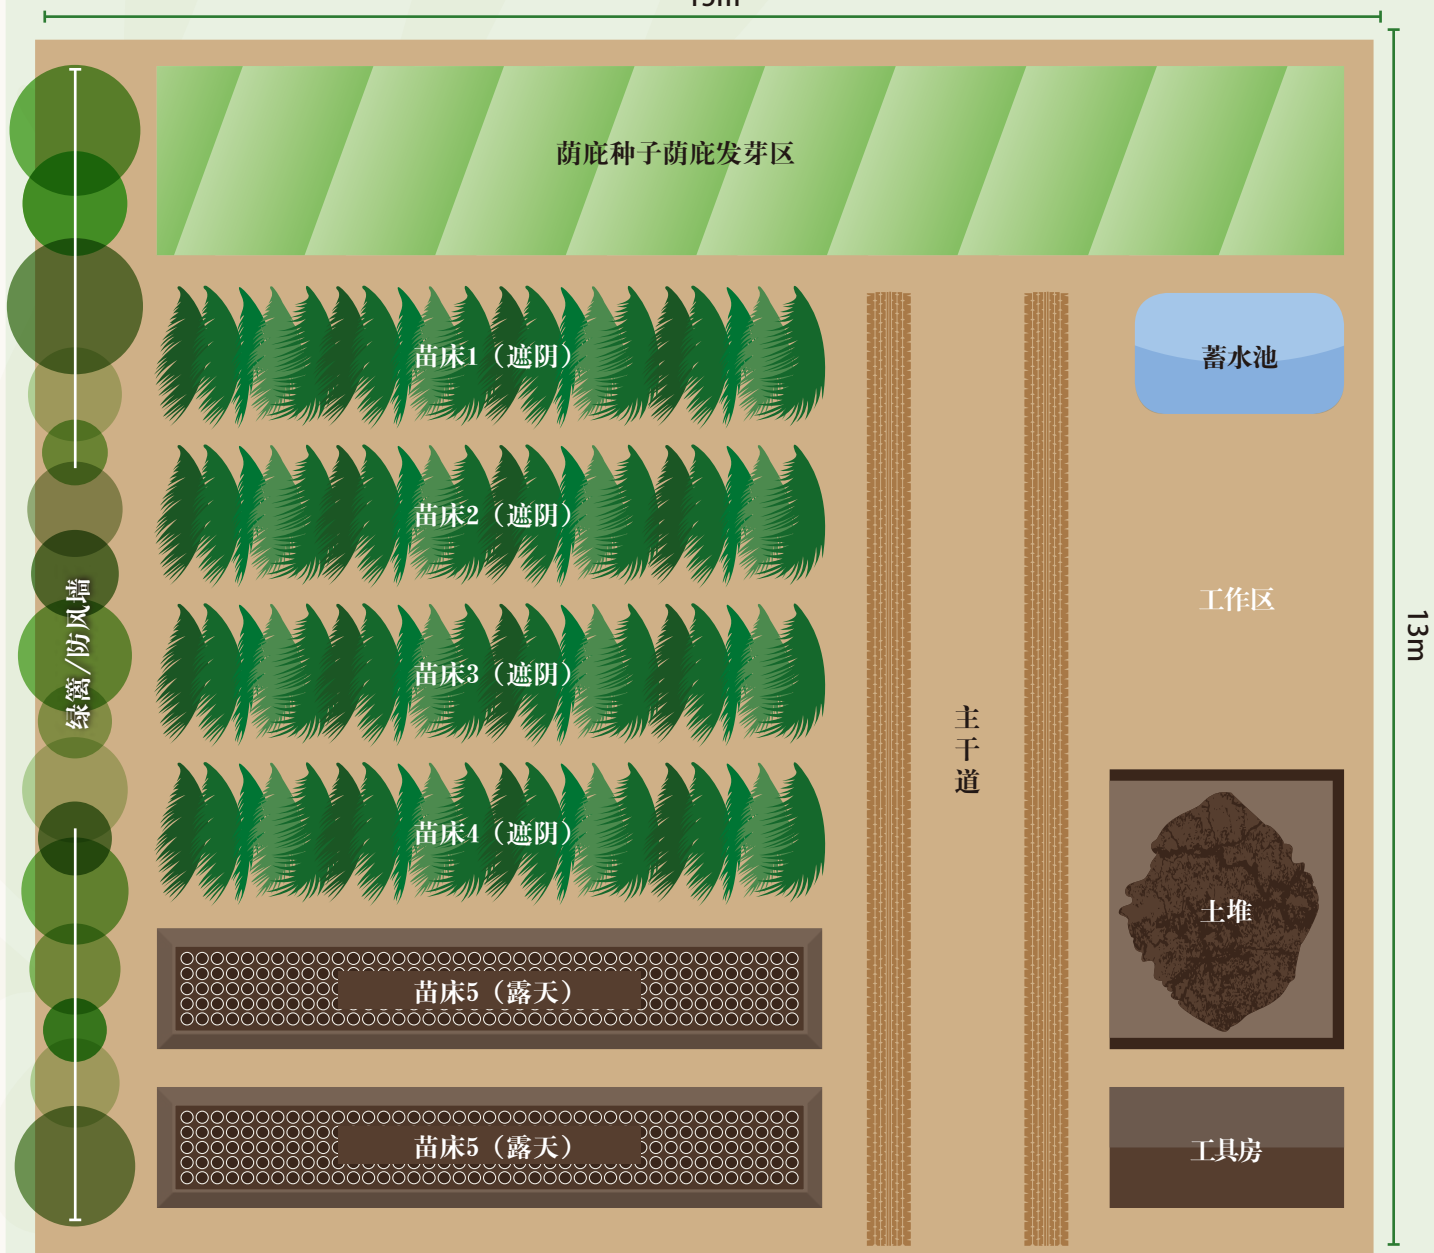 荫庇种子荫庇发芽区
苗床1（遮阴）
蓄水池
苗床2（遮阴）
绿篱/防风墙
工作区
13m
苗床3（遮阴）
主干道
苗床4（遮阴）
土堆
苗床5（露天）
苗床5（露天）
工具房